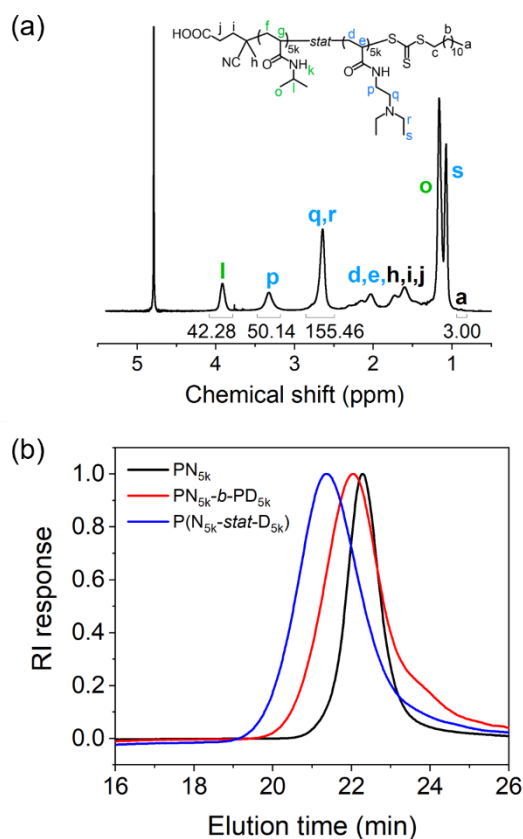 (a)
HOOC
j
i
f
g
NC
h
5k
stat
O
NH
k
l
o
d
e
5k
O
NH
p
q
N
r
s
S
S
S
c
b
10
a
l
p
q,r
d,e,h,i,j
o
s
a
42.28 50.14 155.46 3.00
5 4 3 2 1
Chemical shift (ppm)
(b)
PN5k
PN5k-b-PD5k
P(N5k-stat-D5k)
1.0
0.8
0.6
0.4
0.2
0.0
RI response
16 18 20 22 24 26
Elution time (min)